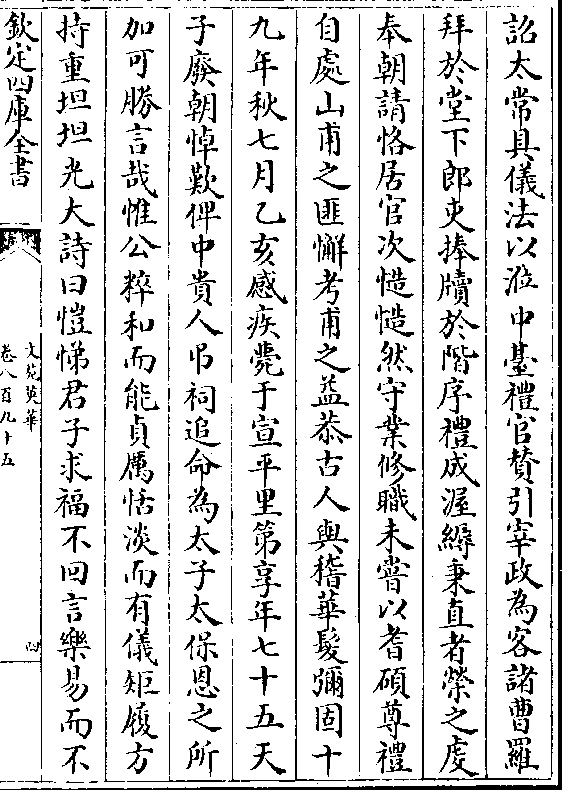 詔太常具儀法以涖中臺禮官賛引宰政為客諸曹羅
拜於堂下郎吏捧牘於階序禮成渥縟秉直者榮之䖍
奉朝請恪居官次慥慥然守業修職未嘗以耆碩尊禮
自處山甫之匪懈考甫之益恭古人與稽華髮彌固十
九年秋七月乙亥感疾薨于宣平里第享年七十五天
子廢朝悼歎俾中貴人弔祠追命為太子太保恩之所
加可勝言哉惟公粹和而能貞厲恬淡而有儀矩履方
持重坦坦光大詩曰愷悌君子求福不回言樂易而不
欽定四庫全書
文苑英華
卷八百九十五
四